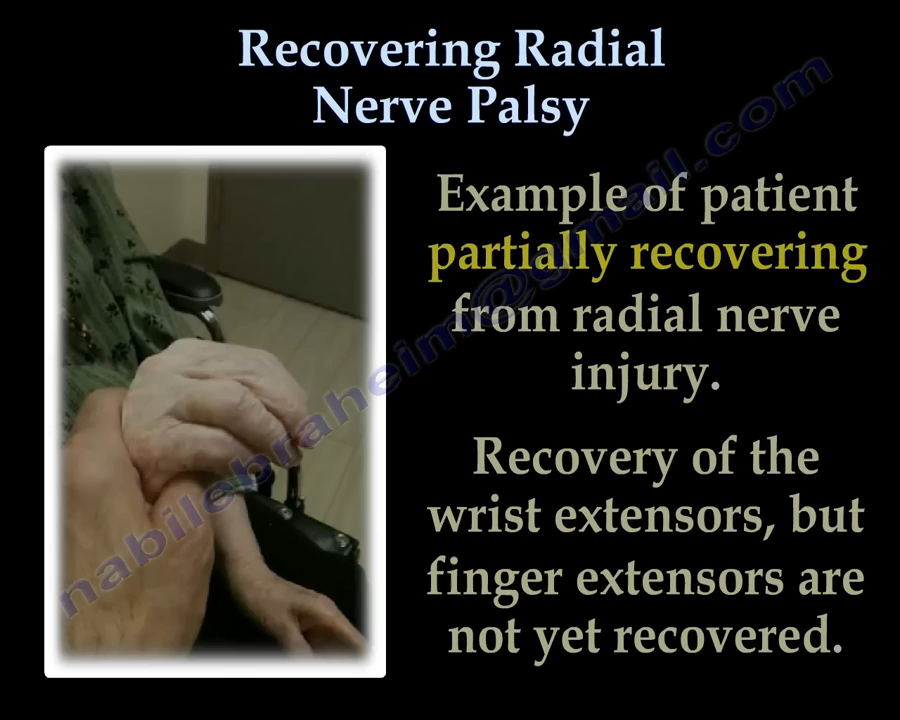 Recovering Radial
Nerve Palsy
Example of patient
partially recovering
from radial nerve
injury.
Recovery of the
wrist extensors, but
finger extensors are
not yet recovered.
nabilebraheim@gmail.com